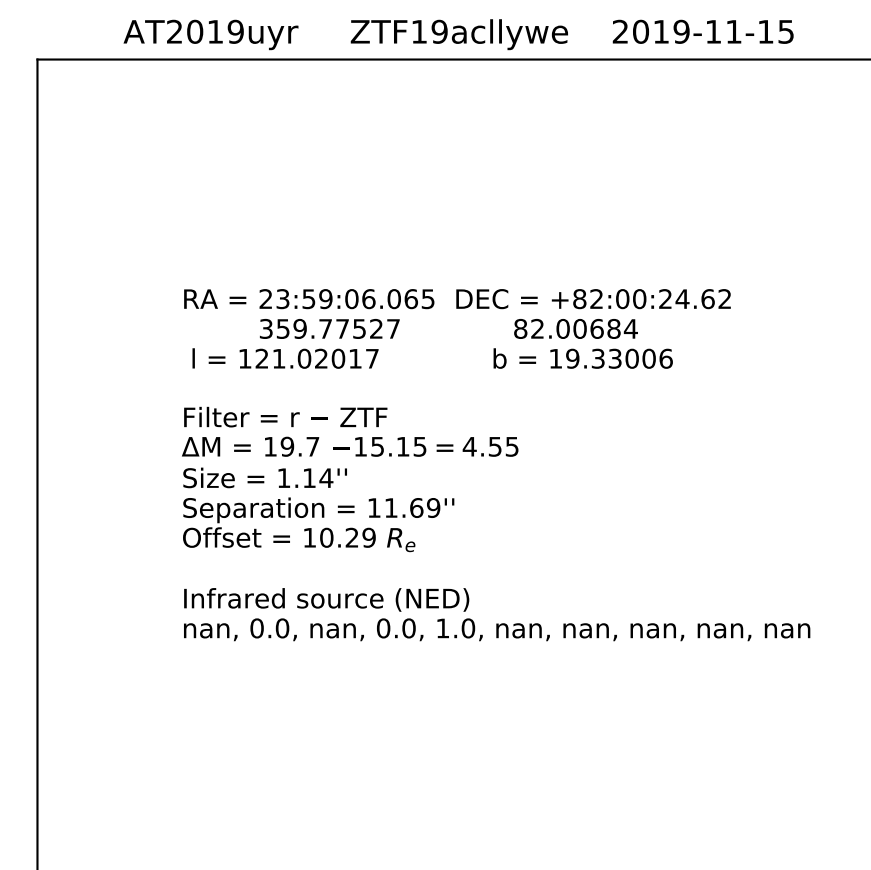 AT2019uyr ZTF19acllywe 2019-11-15
RA = 23:59:06.065 DEC = +82:00:24.62
359.77527 82.00684
l = 121.02017 b = 19.33006
Filter = r − ZTF
ΔM = 19.7 −15.15 = 4.55
Size = 1.14''
Separation = 11.69''
Offset = 10.29 Re
Infrared source (NED)
nan, 0.0, nan, 0.0, 1.0, nan, nan, nan, nan, nan